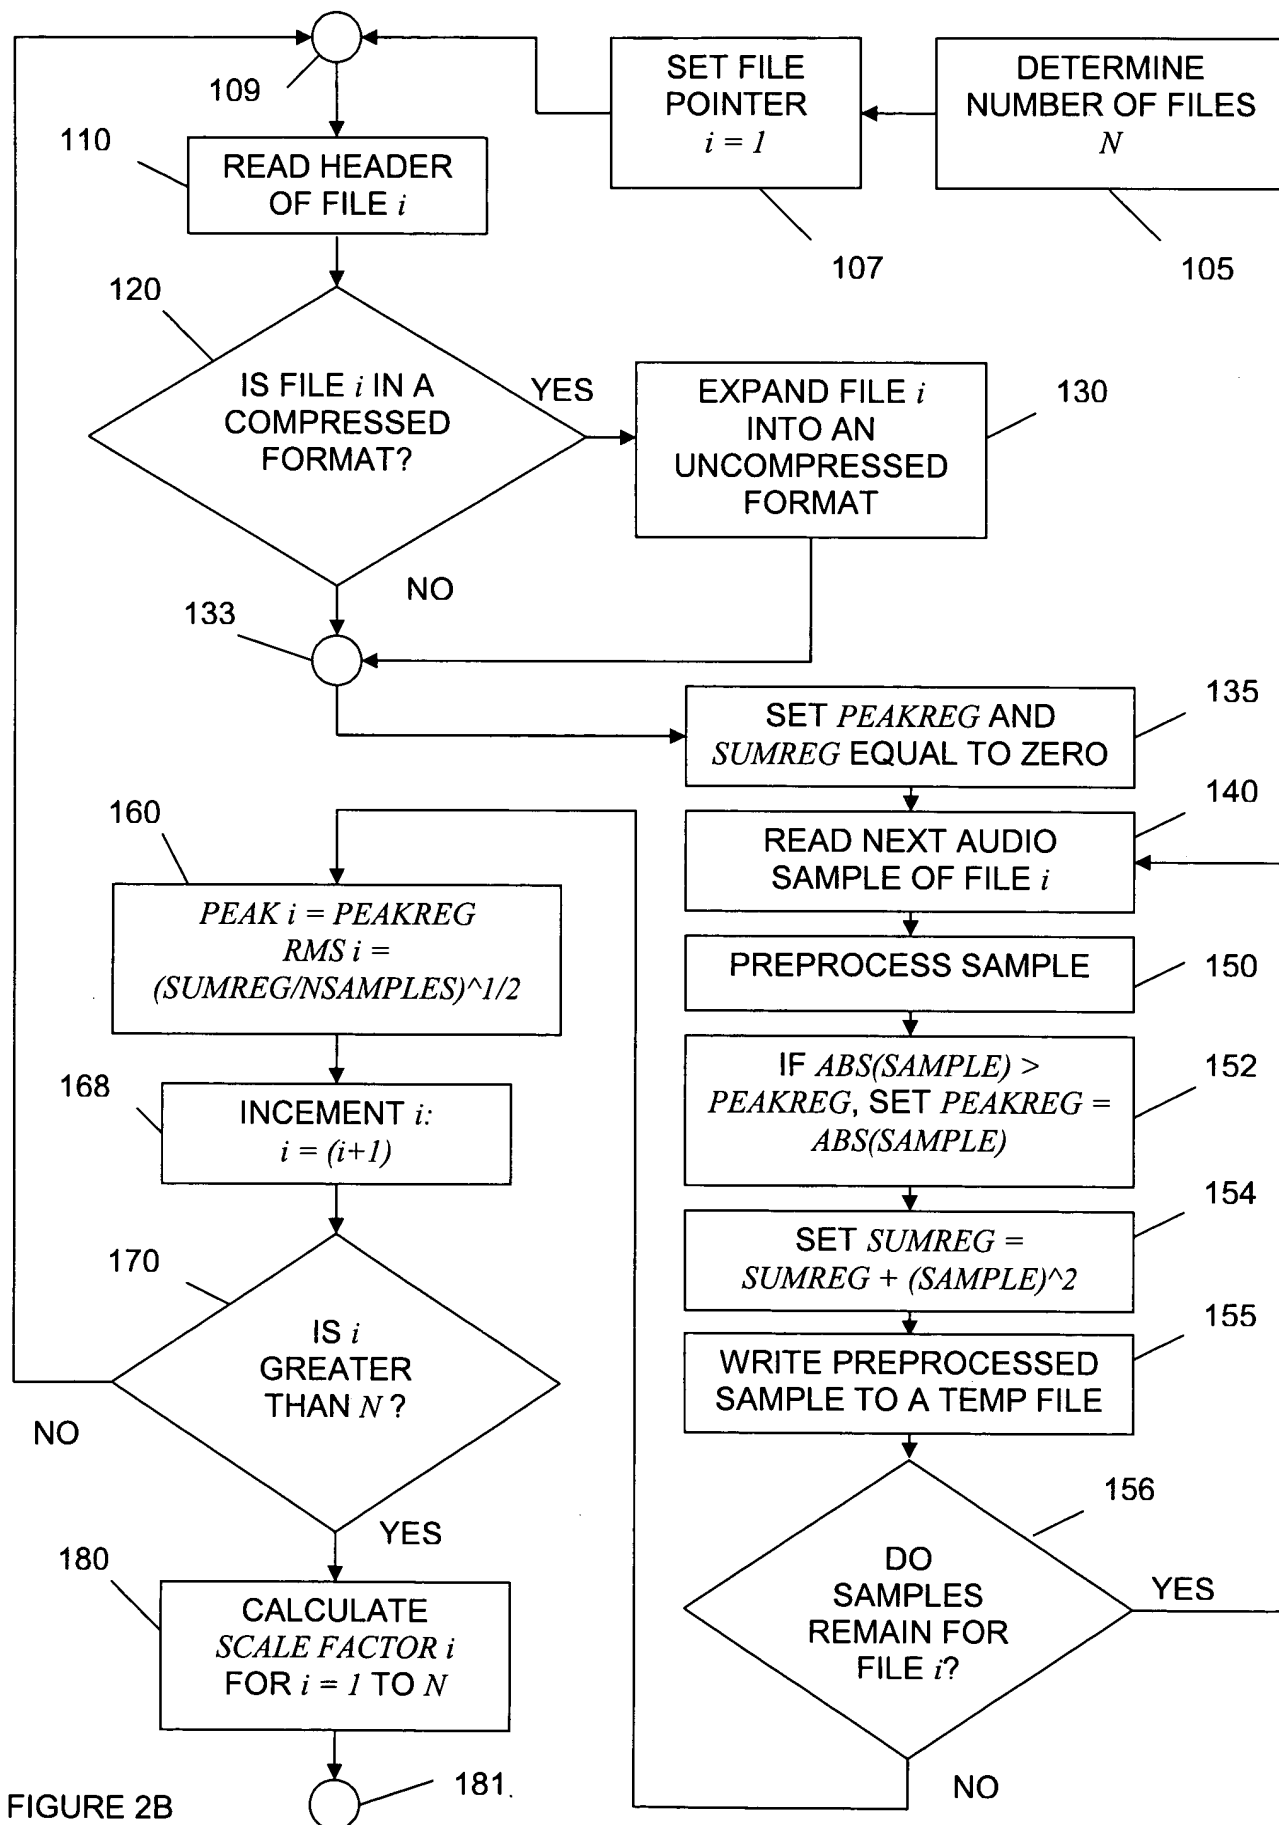 109
SET FILE
POINTER
i = 1
DETERMINE
NUMBER OF FILES
N
107
105
110
READ HEADER
OF FILE i
120
IS FILE i IN A
COMPRESSED
FORMAT?
YES
EXPAND FILE i
INTO AN
UNCOMPRESSED
FORMAT
130
NO
133
SET PEAKREG AND
SUMREG EQUAL TO ZERO
135
READ NEXT AUDIO
SAMPLE OF FILE i
140
PREPROCESS SAMPLE
150
IF ABS(SAMPLE) >
PEAKREG, SET PEAKREG =
ABS(SAMPLE)
152
SET SUMREG =
SUMREG + (SAMPLE)^2
154
WRITE PREPROCESSED
SAMPLE TO A TEMP FILE
155
DO
SAMPLES
REMAIN FOR
FILE i?
156
YES
NO
160
PEAK i = PEAKREG
RMS i =
(SUMREG/NSAMPLES)^1/2
168
INCEMENT i:
i = (i+1)
170
IS i
GREATER
THAN N ?
NO
YES
180
CALCULATE
SCALE FACTOR i
FOR i = 1 TO N
181.
FIGURE 2B